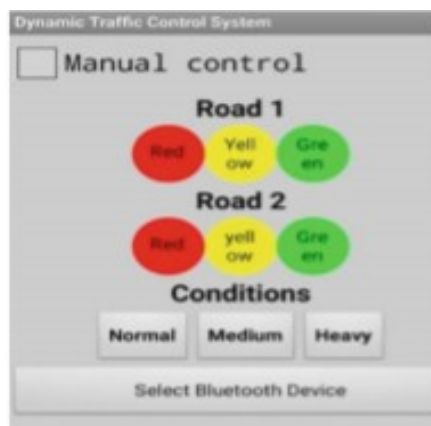 Dynamic Traffic Control System
Manual control
Road 1
Red
Yell
ow
Gre
en
Road 2
Red
yell
ow
Gre
en
Conditions
Normal Medium Heavy
Select Bluetooth Device